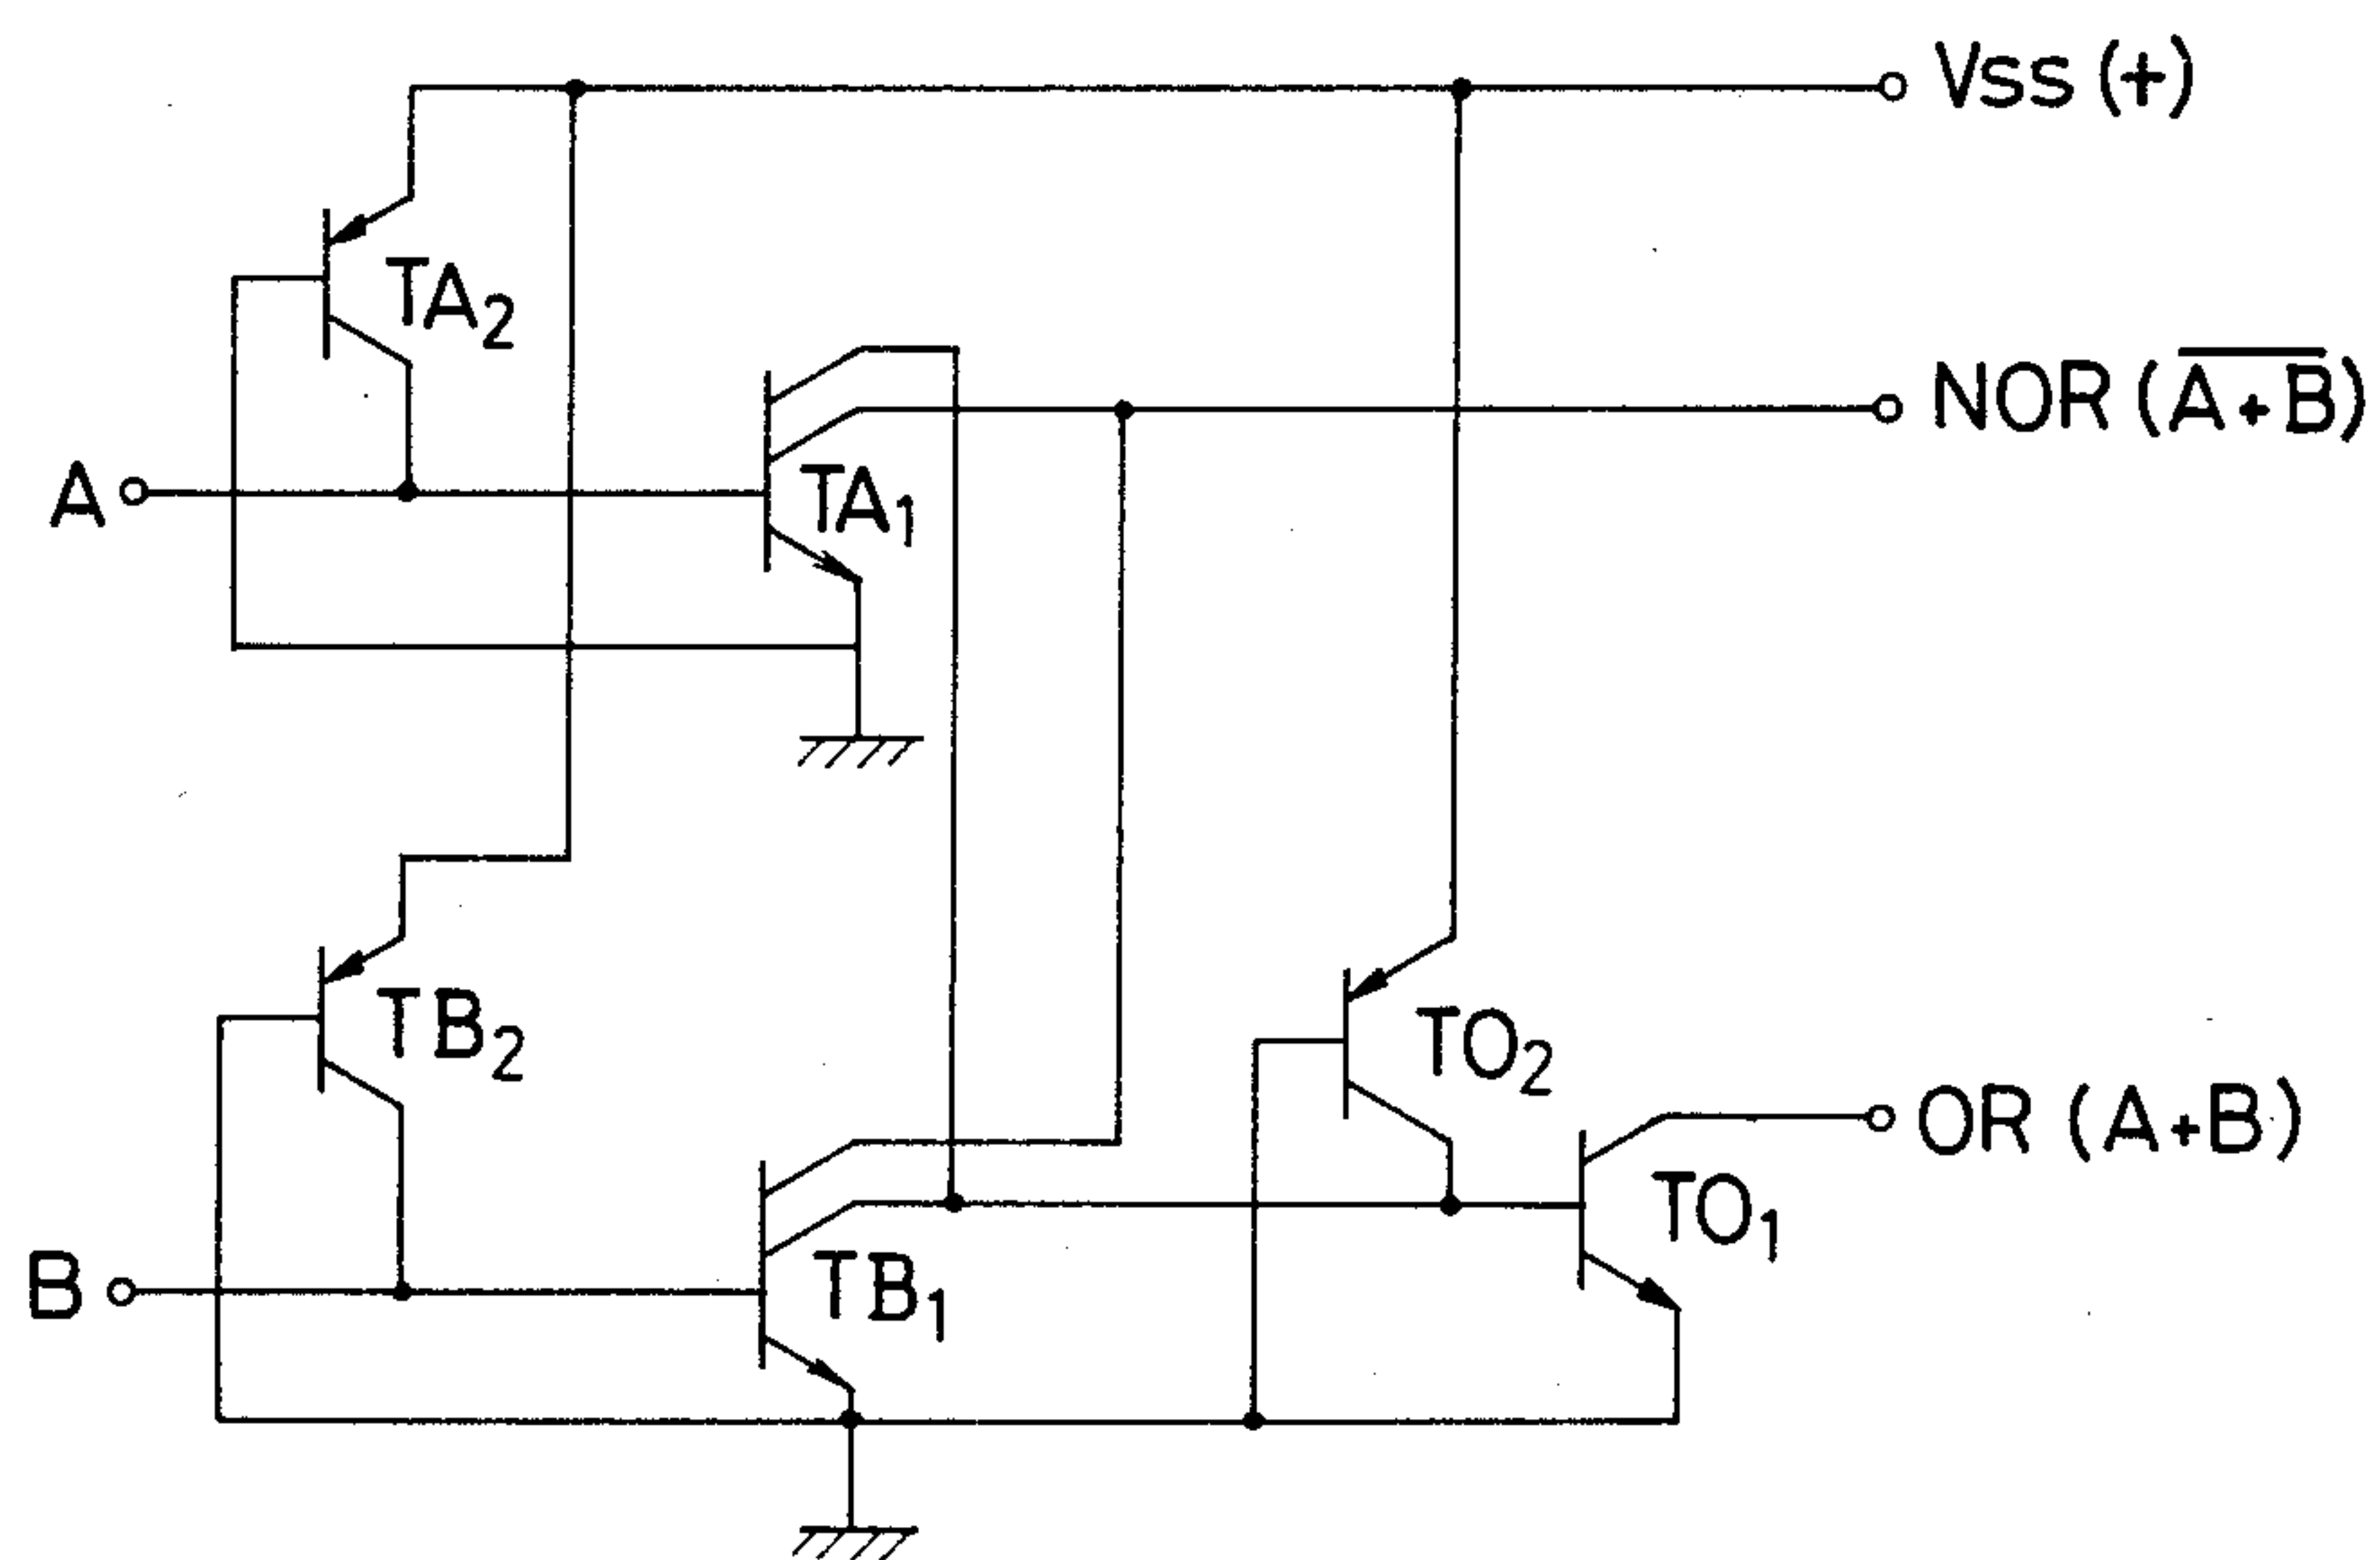 Vss (+)
TA₂
NOR (A̅ ̅+̅ ̅B̅)
A
TA₁
TB₂
TO₂
OR (A+B)
TO₁
B
TB₁